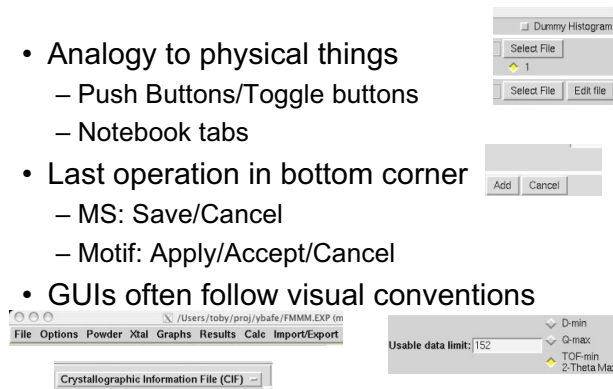 Dummy Histogram
• Analogy to physical things
Select File
1
– Push Buttons/Toggle buttons
Select File Edit file
– Notebook tabs
• Last operation in bottom corner
Add Cancel
– MS: Save/Cancel
– Motif: Apply/Accept/Cancel
• GUIs often follow visual conventions
X /Users/toby/proj/ybafe/FMMM.EXP (m
File Options Powder Xtal Graphs Results Calc Import/Export
Crystallographic Information File (CIF)
D-min
Usable data limit: 152
Q-max
TOF-min
2-Theta Max